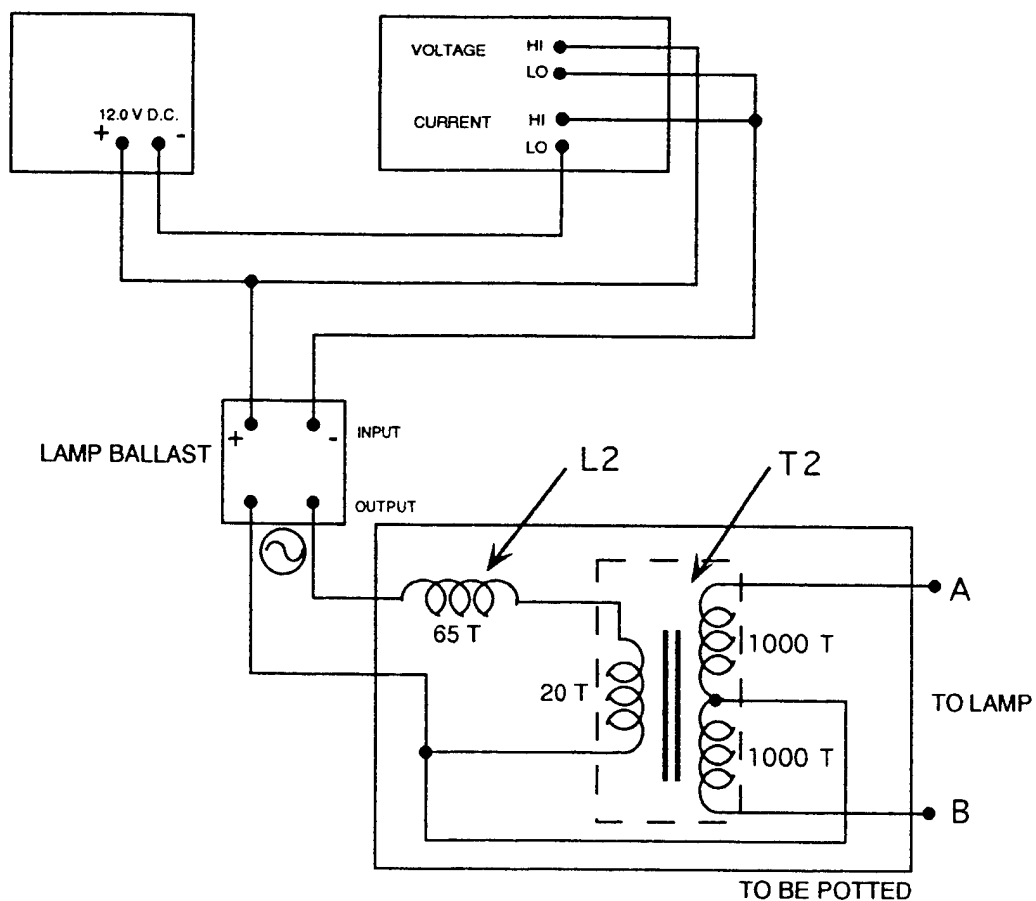 VOLTAGE HI
LO
12.0 V D.C.
+ -
CURRENT HI
LO
+ - INPUT
LAMP BALLAST
OUTPUT
L2
T2
65 T
20 T
1000 T
1000 T
A
TO LAMP
B
TO BE POTTED